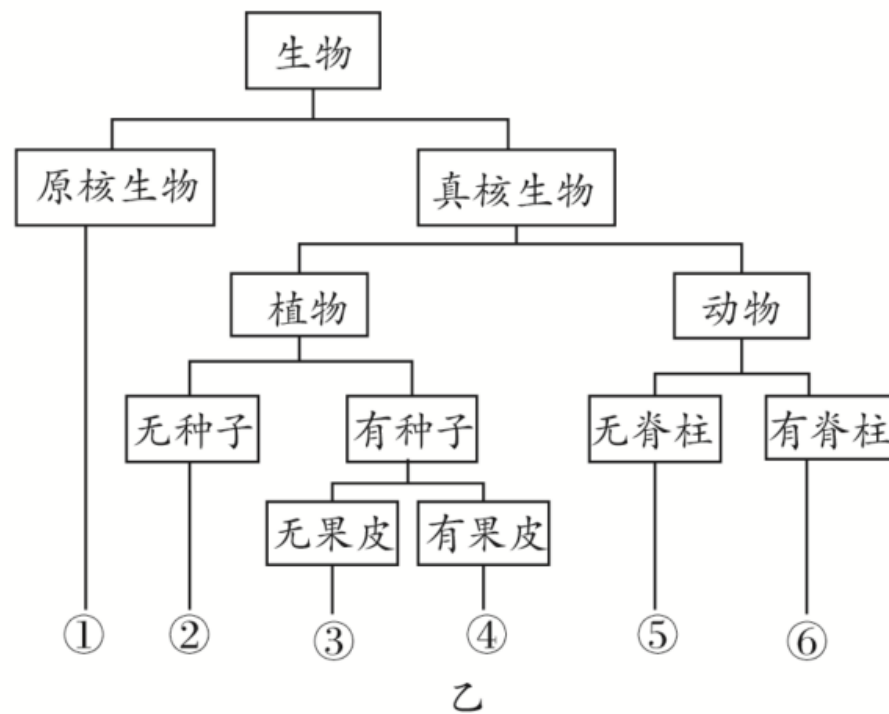 生物
原核生物 真核生物
植物 动物
无种子 有种子 无脊柱 有脊柱
无果皮 有果皮
① ② ③ ④ ⑤ ⑥
乙